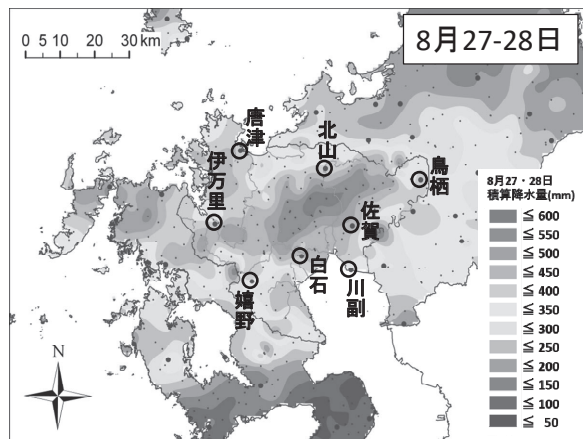 8月27-28日
0 5 10 20 30 km
唐津
北山
鳥栖
伊万里
佐賀
白石
川副
嬉野
N
8月27・28日
積算降水量(mm)
≦ 600
≦ 550
≦ 500
≦ 450
≦ 400
≦ 350
≦ 300
≦ 250
≦ 200
≦ 150
≦ 100
≦ 50